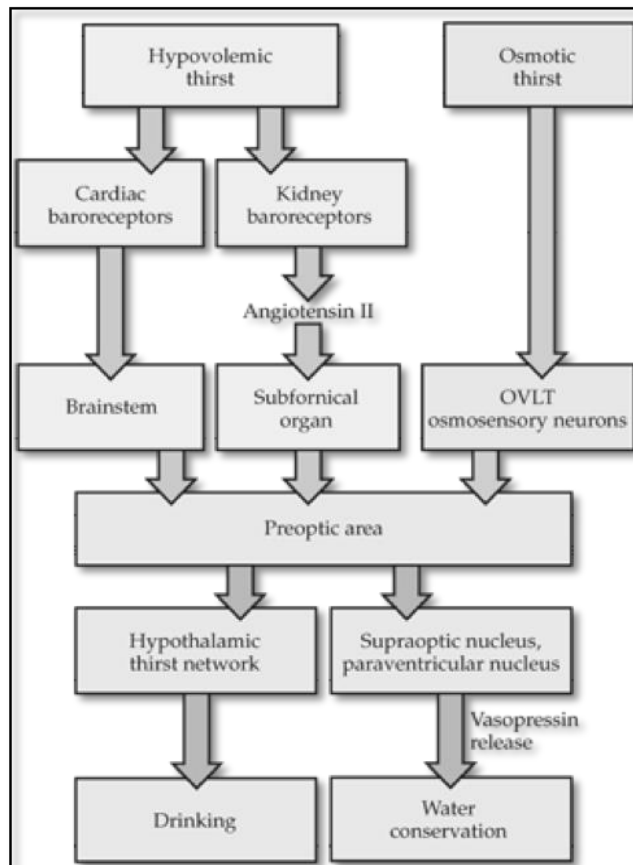 Hypovolemic
thirst
Osmotic
thirst
Cardiac
baroreceptors
Kidney
baroreceptors
Angiotensin II
Brainstem
Subfornical
organ
OVLT
osmosensory neurons
Preoptic area
Hypothalamic
thirst network
Supraoptic nucleus,
paraventricular nucleus
Vasopressin
release
Drinking
Water
conservation